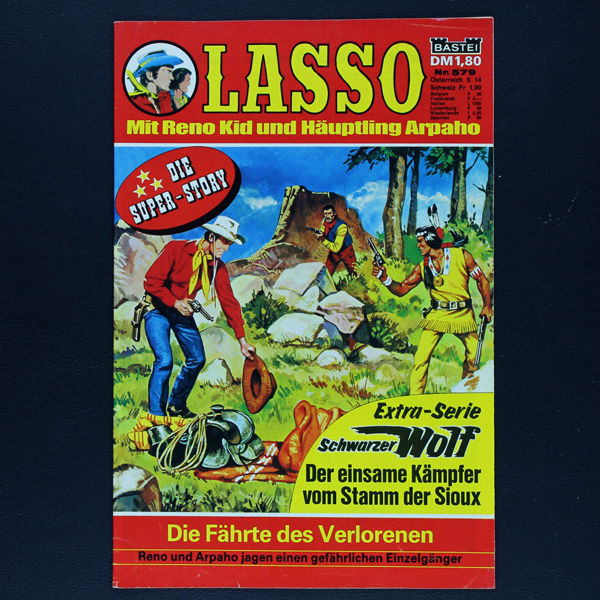 LASSO
BASTEI
DM 1,80
Nr. 579
Österreich S 14
Schweiz Fr 1,90
Mit Reno Kid und Häuptling Arpaho
DIE
SUPER-STORY
Extra-Serie
Schwarzer Wolf
Der einsame Kämpfer
vom Stamm der Sioux
Die Fährte des Verlorenen
Reno und Arpaho jagen einen gefährlichen Einzelgänger